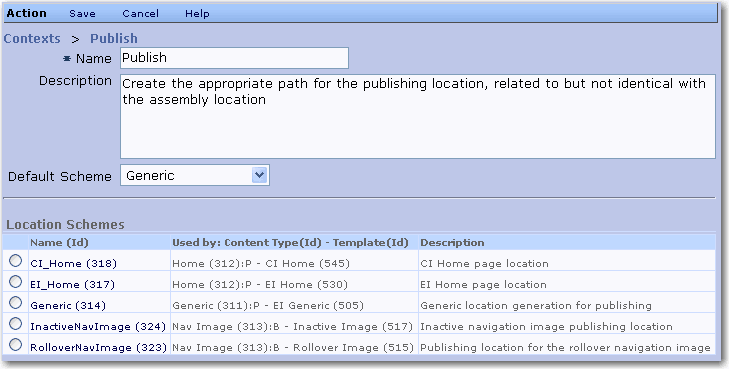 Action Save Cancel Help
Contexts > Publish
* Name Publish
Description Create the appropriate path for the publishing location, related to but not identical with
the assembly location
Default Scheme Generic
Location Schemes
Name (Id) Used by: Content Type(Id) - Template(Id) Description
CI_Home (318) Home (312):P - CI Home (545) CI Home page location
EI_Home (317) Home (312):P - EI Home (530) EI Home page location
Generic (314) Generic (311):P - EI Generic (505) Generic location generation for publishing
InactiveNavImage (324) Nav Image (313):B - Inactive Image (517) Inactive navigation image publishing location
RolloverNavImage (323) Nav Image (313):B - Rollover Image (515) Publishing location for the rollover navigation image